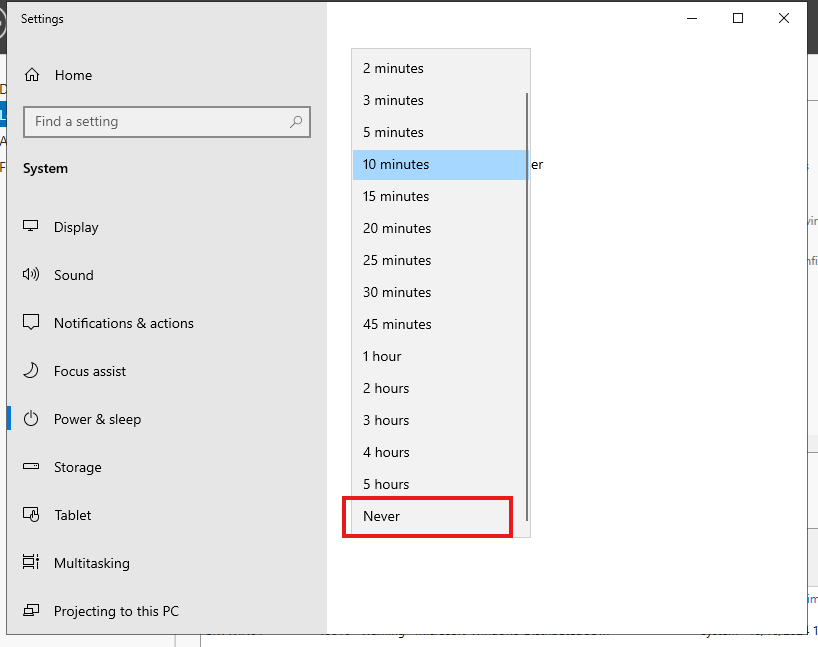 Settings
Home
Find a setting
System
Display
Sound
Notifications & actions
Focus assist
Power & sleep
Storage
Tablet
Multitasking
Projecting to this PC
2 minutes
3 minutes
5 minutes
10 minutes
er
15 minutes
20 minutes
25 minutes
30 minutes
45 minutes
1 hour
2 hours
3 hours
4 hours
5 hours
Never